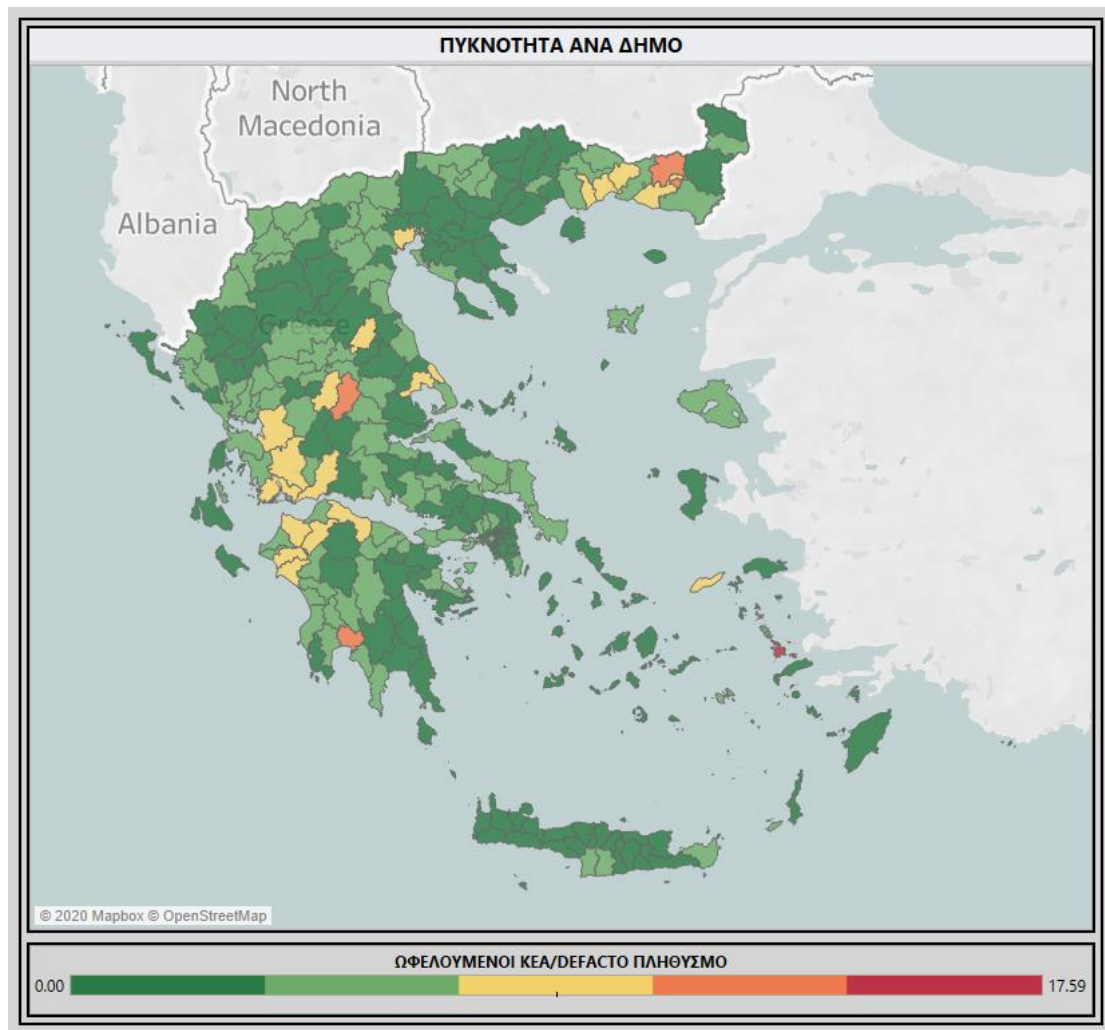 ΠΥΚΝΟΤΗΤΑ ΑΝΑ ΔΗΜΟ
North
Macedonia
Albania
Greece
© 2020 Mapbox © OpenStreetMap
ΩΦΕΛΟΥΜΕΝΟΙ ΚΕΑ/DEFACTO ΠΛΗΘΥΣΜΟ
0.00 17.59